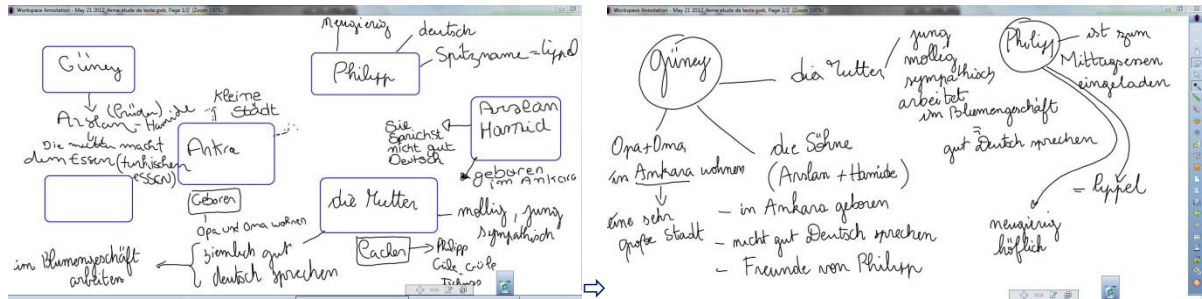 Workspace Annotation - May 21 2012_4eme etude de texte.gwb, Page 1/2 (Zoom 100%)
neugierig
deutsch
Spitzname = Lippel
Philipp
Güney
Arslan - Hamide
Die mutter macht
dem Essen (turkischen
essen)
kleine
Städt
Ankra
Geboren
Opa und Oma wohnen
Arslan
Hamid
Sie
Sprichst
nicht gut
Deutsch
geboren
im Ankara
die Mutter
mollig, jung
sympathisch
ziemlich gut
deutsch sprechen
im Blumengeschäft
arbeiten
Philipp
⇨
Workspace Annotation - May 21 2012_4eme etude de texte.gwb, Page 2/2 (Zoom 100%)
Güney
die Mutter
jung
mollig
sympathisch
arbeitet
im Blumengeschäft
Opa + Oma
in Ankara wohnen
eine sehr
große Stadt
die Söhne
(Arslan + Hamide)
- in Ankara geboren
- nicht gut Deutsch sprechen
- Freunde von Philipp
Philipp
ist zum
Mittagsessen
eingeladen
gut Deutsch sprechen
= Lippel
neugierig
höflich